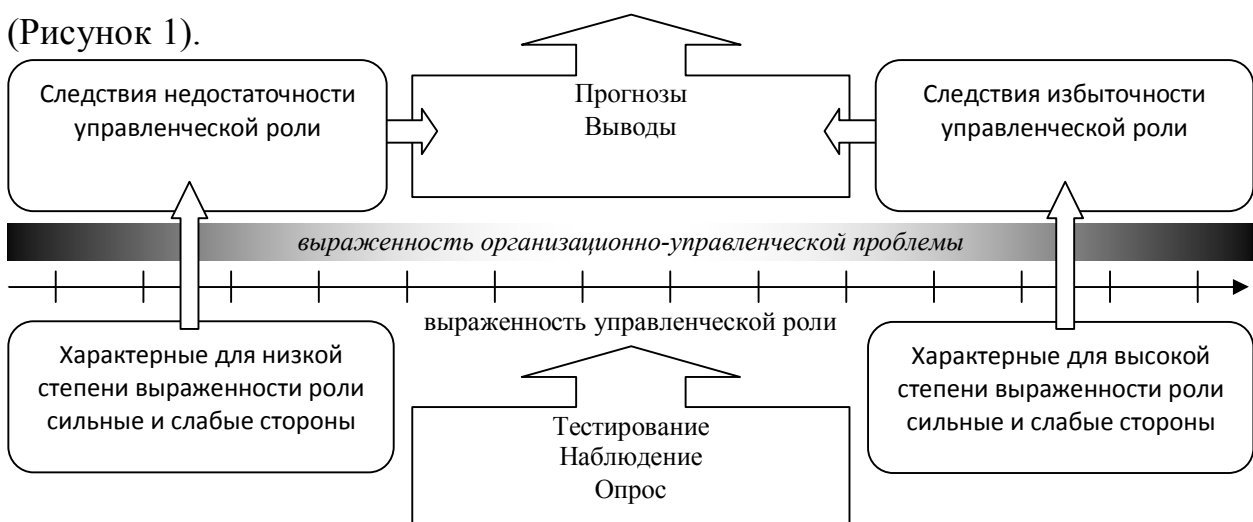 (Рисунок 1).
Следствия недостаточности
управленческой роли
Прогнозы
Выводы
Следствия избыточности
управленческой роли
выраженность организационно-управленческой проблемы
выраженность управленческой роли
Характерные для низкой
степени выраженности роли
сильные и слабые стороны
Тестирование
Наблюдение
Опрос
Характерные для высокой
степени выраженности роли
сильные и слабые стороны